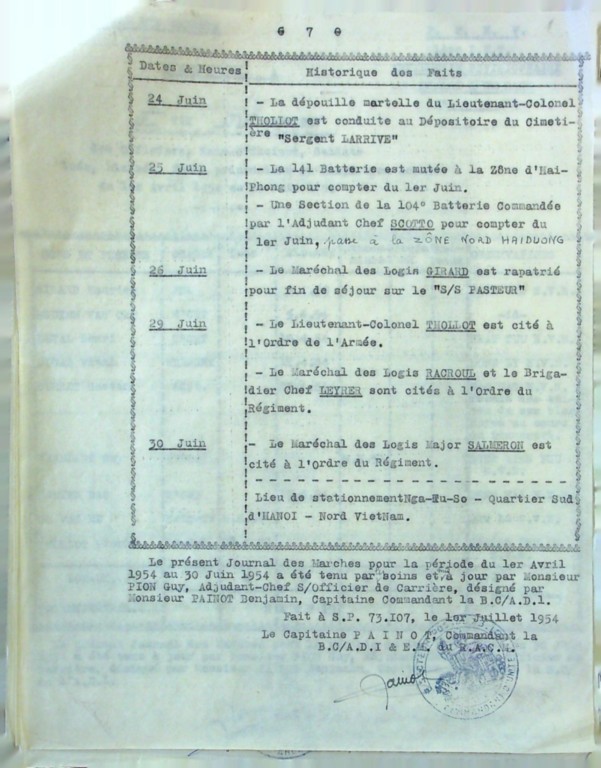 6 7 0
Dates & Heures
Historique des Faits
24 Juin
- La dépouille martelle du Lieutenant-Colonel
THOLLOT est conduite au Dépositoire du Cimeti-
ère "Sergent LARRIVE"
25 Juin
- La 141 Batterie est mutée à la Zône d'Hai-
Phong pour compter du 1er Juin.
- Une Section de la 104° Batterie Commandée
par l'Adjudant Chef SCOTTO pour compter du
1er Juin, passe à la ZÔNE NORD HAIDUONG
26 Juin
- Le Maréchal des Logis GIRARD est rapatrié
pour fin de séjour sur le "S/S PASTEUR"
29 Juin
- Le Lieutenant-Colonel THOLLOT est cité à
l'Ordre de l'Armée.
- Le Maréchal des Logis RACROUL et le Briga-
dier Chef LEYHER sont cités à l'Ordre du
Régiment.
30 Juin
- Le Maréchal des Logis Major SALMERON est
cité à l'Ordre du Régiment.
Lieu de stationnement Nga-Tu-So - Quartier Sud
d'HANOI - Nord VietNam.
Le présent Journal des Marches pour la période du 1er Avril
1954 au 30 Juin 1954 a été tenu par soins et à jour par Monsieur
PION Guy, Adjudant-Chef S/Officier de Carrière, désigné par
Monsieur PAINOT Benjamin, Capitaine Commandant la B.C/A.D.1.
Fait à S.P. 73.107, le 1er Juillet 1954
Le Capitaine P A I N O T, Commandant la
B.C/A.D.I & E.M. du R.A.C.M.